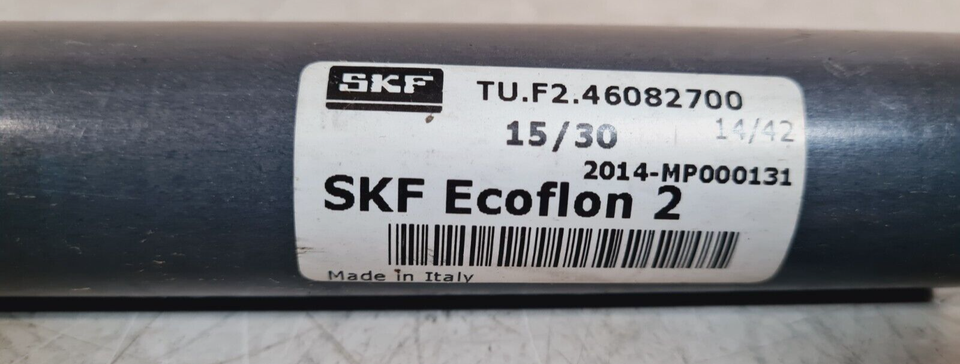 SKF
TU.F2.46082700
15/30
14/42
2014-MP000131
SKF Ecoflon 2
Made in Italy